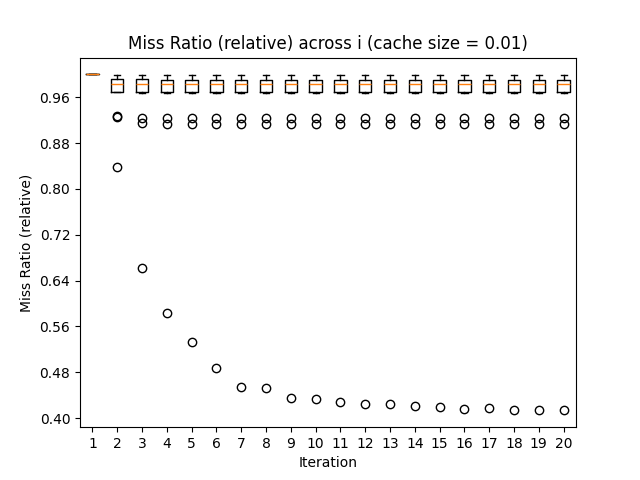 Miss Ratio (relative) across i (cache size = 0.01)
Miss Ratio (relative)
0.96
0.88
0.80
0.72
0.64
0.56
0.48
0.40
1 2 3 4 5 6 7 8 9 10 11 12 13 14 15 16 17 18 19 20
Iteration